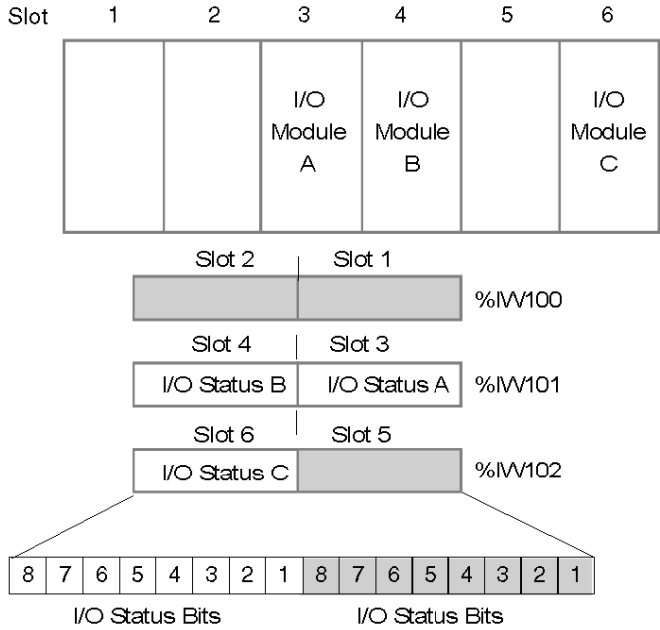 Slot 1 2 3 4 5 6
I/O Module A
I/O Module B
I/O Module C
Slot 2 Slot 1
%IW100
Slot 4 Slot 3
I/O Status B I/O Status A %IW101
Slot 6 Slot 5
I/O Status C %IW102
8 7 6 5 4 3 2 1 8 7 6 5 4 3 2 1
I/O Status Bits I/O Status Bits